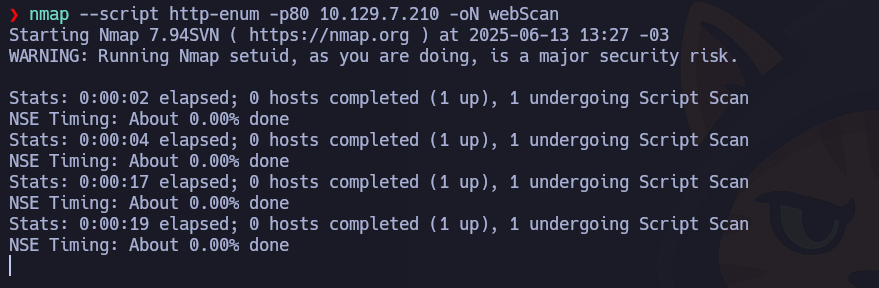 ❯ nmap --script http-enum -p80 10.129.7.210 -oN webScan
Starting Nmap 7.94SVN ( https://nmap.org ) at 2025-06-13 13:27 -03
WARNING: Running Nmap setuid, as you are doing, is a major security risk.
Stats: 0:00:02 elapsed; 0 hosts completed (1 up), 1 undergoing Script Scan
NSE Timing: About 0.00% done
Stats: 0:00:04 elapsed; 0 hosts completed (1 up), 1 undergoing Script Scan
NSE Timing: About 0.00% done
Stats: 0:00:17 elapsed; 0 hosts completed (1 up), 1 undergoing Script Scan
NSE Timing: About 0.00% done
Stats: 0:00:19 elapsed; 0 hosts completed (1 up), 1 undergoing Script Scan
NSE Timing: About 0.00% done